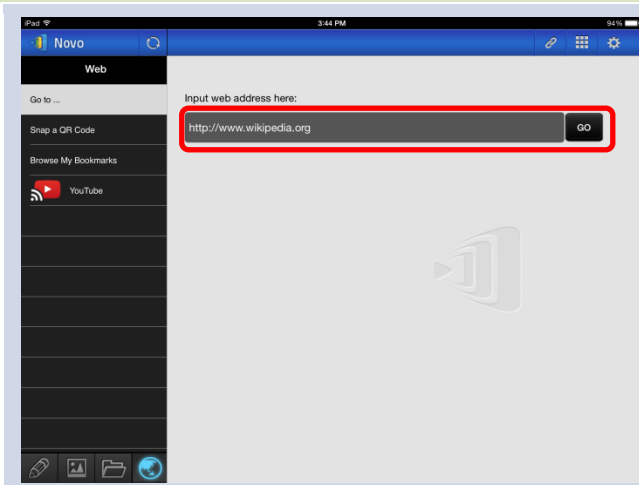 iPad 3:44 PM 94%
Novo
Web
Go to ...
Input web address here:
http://www.wikipedia.org GO
Snap a QR Code
Browse My Bookmarks
YouTube